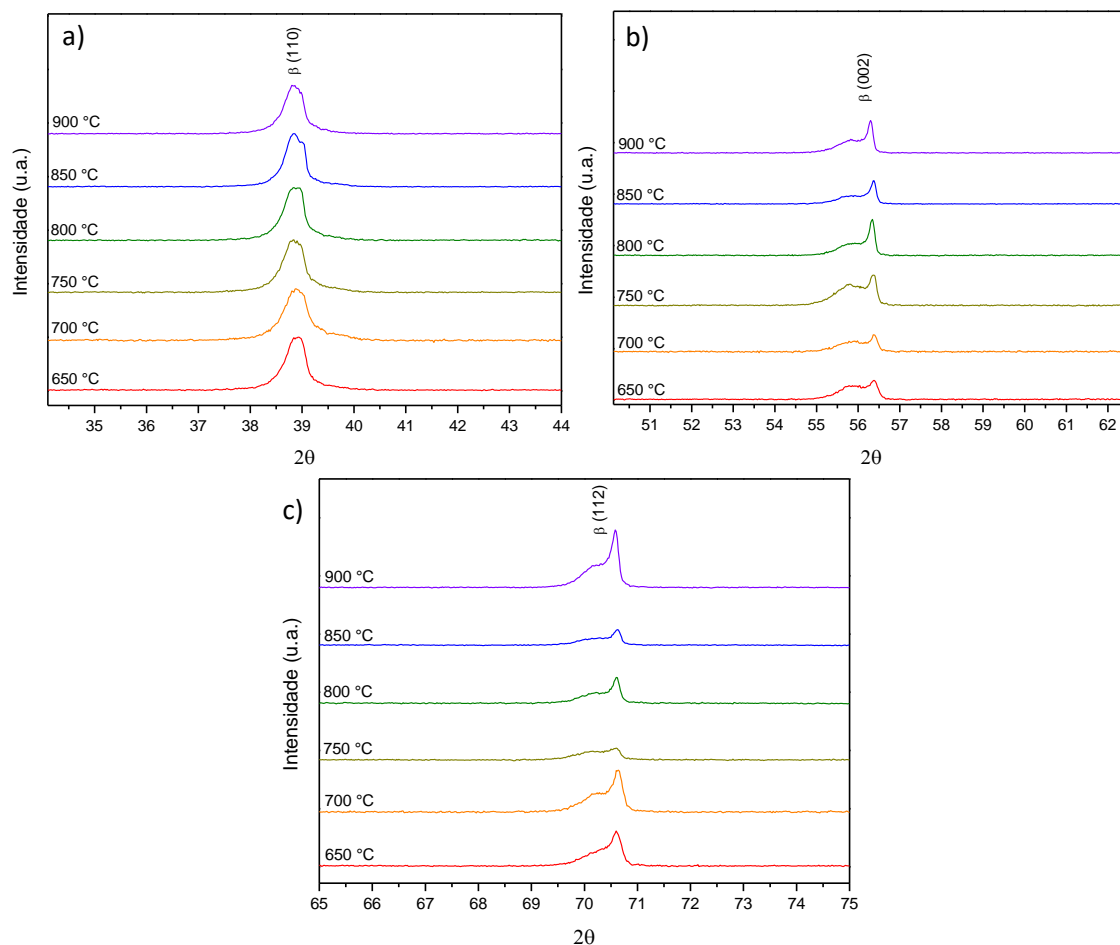 a)
β (110)
Intensidade (u.a.)
900 °C
850 °C
800 °C
750 °C
700 °C
650 °C
35 36 37 38 39 40 41 42 43 44
2θ
b)
β (002)
Intensidade (u.a.)
900 °C
850 °C
800 °C
750 °C
700 °C
650 °C
51 52 53 54 55 56 57 58 59 60 61 62
2θ
c)
β (112)
Intensidade (u.a.)
900 °C
850 °C
800 °C
750 °C
700 °C
650 °C
65 66 67 68 69 70 71 72 73 74 75
2θ